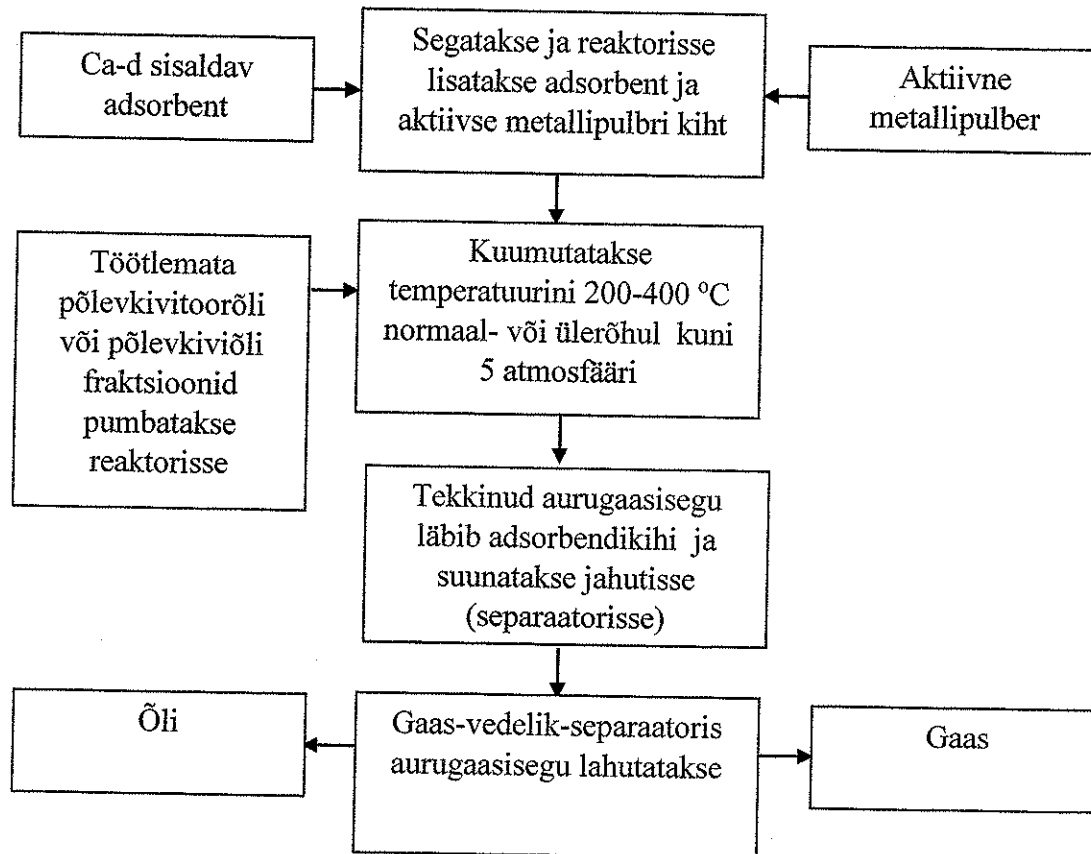 Ca-d sisaldav
adsorbent
Segatakse ja reaktorisse
lisatakse adsorbent ja
aktiivse metallipulbri kiht
Aktiivne
metallipulber
Töötlemata
põlevkivitoorõli
või põlevkiviõli
fraktsioonid
pumbatakse
reaktorisse
Kuumutatakse
temperatuurini 200-400 °C
normaal- või ülerõhul kuni
5 atmosfääri
Tekkinud aurugaasisegu
läbib adsorbendikihi ja
suunatakse jahutisse
(separaatorisse)
Õli
Gaas-vedelik-separaatoris
aurugaasisegu lahutatakse
Gaas